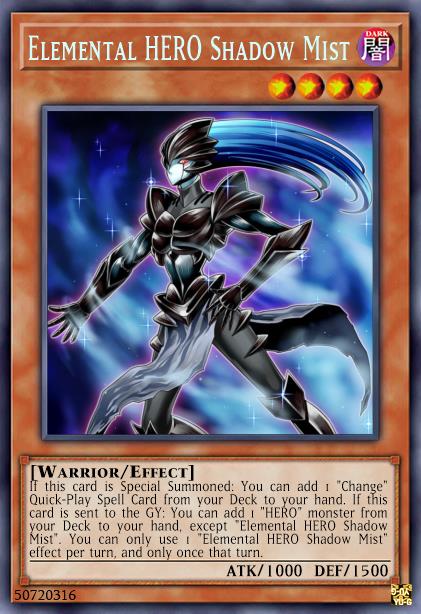 ELEMENTAL HERO SHADOW MIST
DARK
闇
[WARRIOR/EFFECT]
If this card is Special Summoned: You can add 1 "Change"
Quick-Play Spell Card from your Deck to your hand. If this
card is sent to the GY: You can add 1 "HERO" monster from
your Deck to your hand, except "Elemental HERO Shadow
Mist". You can only use 1 "Elemental HERO Shadow Mist"
effect per turn, and only once that turn.
ATK/1000 DEF/1500
50720316